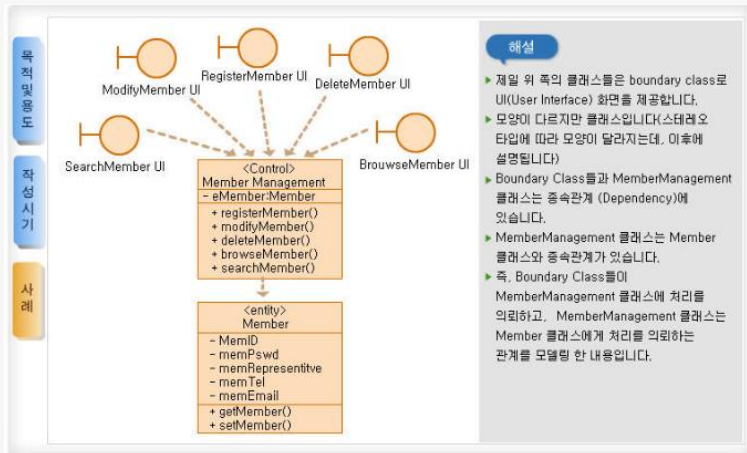 목적및용도
작성시기
사례
RegisterMember UI
ModifyMember UI
DeleteMember UI
SearchMember UI
BrouwseMember UI
<Control>
Member Management
- eMember:Member
+ registerMember()
+ modifyMember()
+ deleteMember()
+ browseMember()
+ searchMember()
<entity>
Member
- MemID
- memPswd
- memRepresentitve
- memTel
- memEmail
+ getMember()
+ setMember()
해설
제일 위 쪽의 클래스들은 boundary class로
UI(User Interface) 화면을 제공합니다.
모양이 다르지만 클래스입니다(스테레오
타입에 따라 모양이 달라지는데, 이후에
설명됩니다)
Boundary Class들과 MemberManagement
클래스는 종속관계 (Dependency)에
있습니다.
MemberManagement 클래스는 Member
클래스와 종속관계가 있습니다.
즉, Boundary Class들이
MemberManagement 클래스에 처리를
의뢰하고, MemberManagement 클래스는
Member 클래스에게 처리를 의뢰하는
관계를 모델링 한 내용입니다.